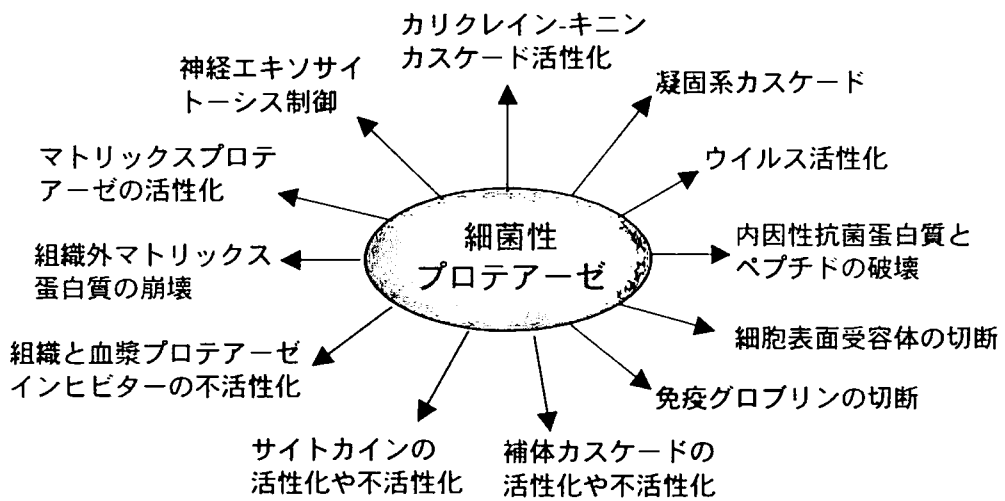 カリクレイン-キニン
カスケード活性化
神経エキソサイ
トーシス制御
凝固系カスケード
マトリックスプロテ
アーゼの活性化
ウイルス活性化
細菌性
プロテアーゼ
組織外マトリックス
蛋白質の崩壊
内因性抗菌蛋白質と
ペプチドの破壊
細胞表面受容体の切断
組織と血漿プロテアーゼ
インヒビターの不活性化
免疫グロブリンの切断
サイトカインの
活性化や不活性化
補体カスケードの
活性化や不活性化